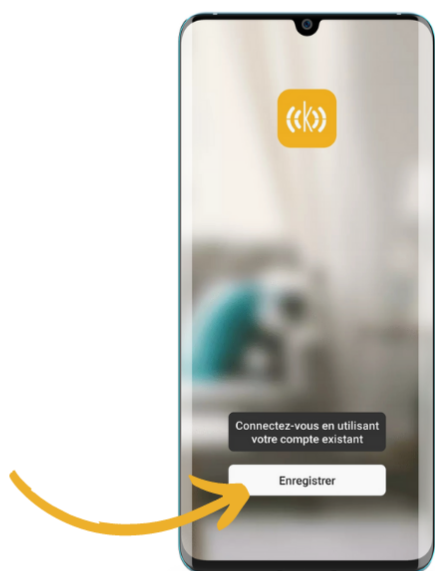 ((k))
Connectez-vous en utilisant
votre compte existant
Enregistrer